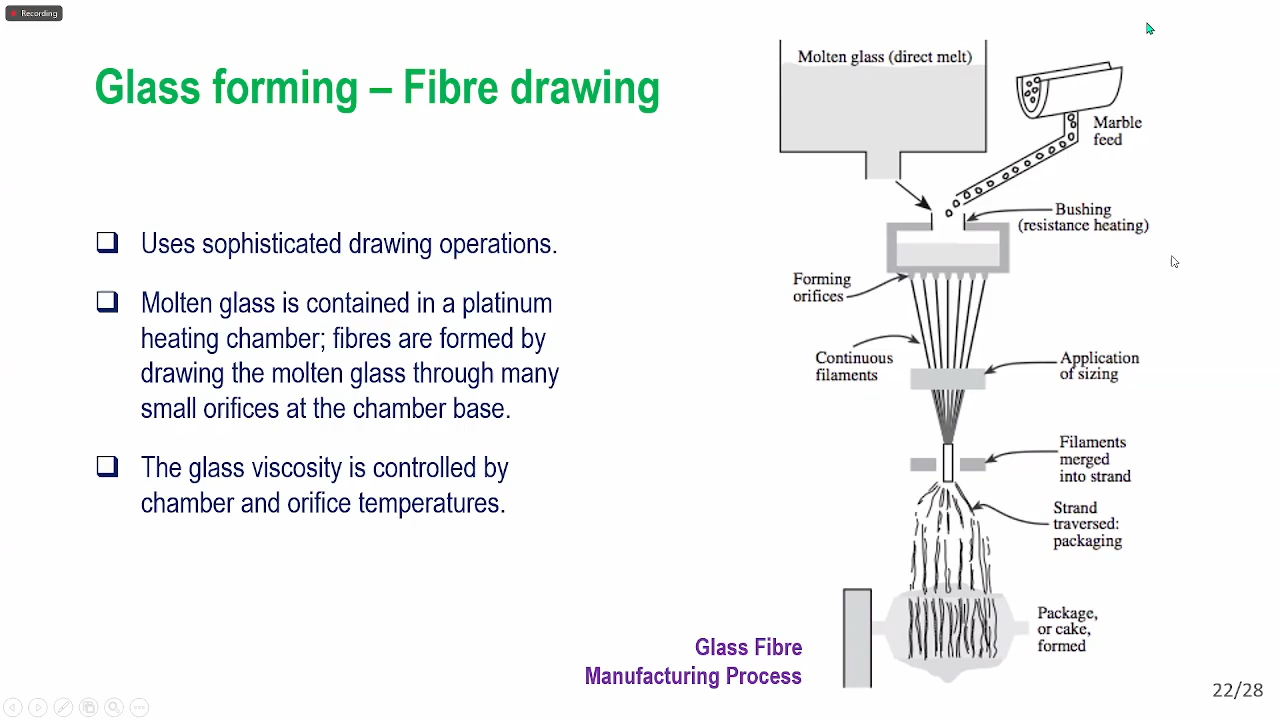 Recording
Glass forming – Fibre drawing
Uses sophisticated drawing operations.
Molten glass is contained in a platinum
heating chamber; fibres are formed by
drawing the molten glass through many
small orifices at the chamber base.
The glass viscosity is controlled by
chamber and orifice temperatures.
Molten glass (direct melt)
Marble
feed
Bushing
(resistance heating)
Forming
orifices
Continuous
filaments
Application
of sizing
Filaments
merged
into strand
Strand
traversed:
packaging
Package,
or cake,
formed
Glass Fibre
Manufacturing Process
22/28